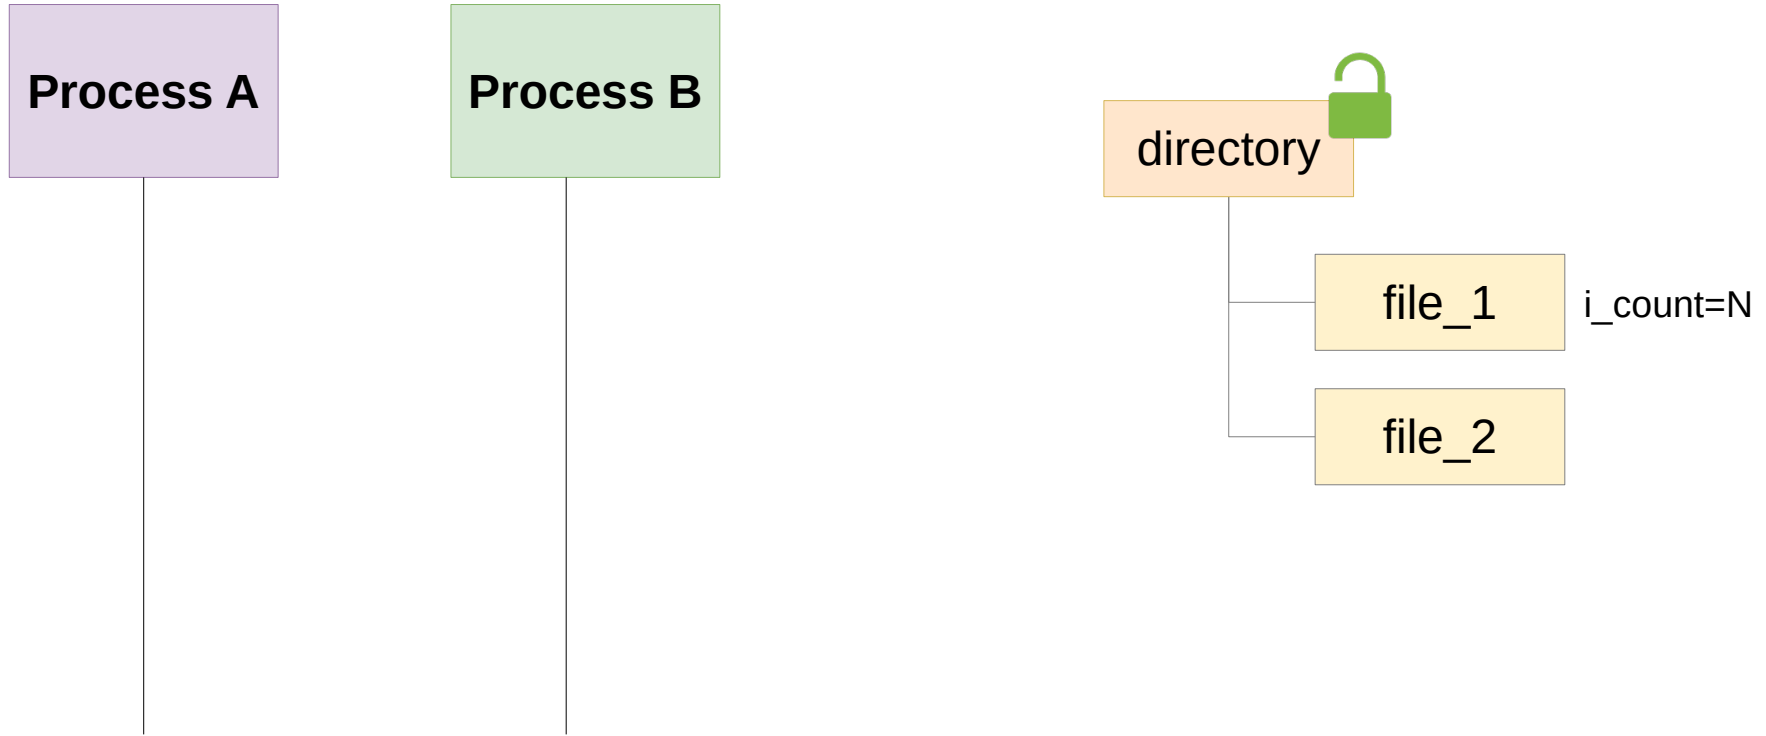 Process A
Process B
directory
file_1
i_count=N
file_2